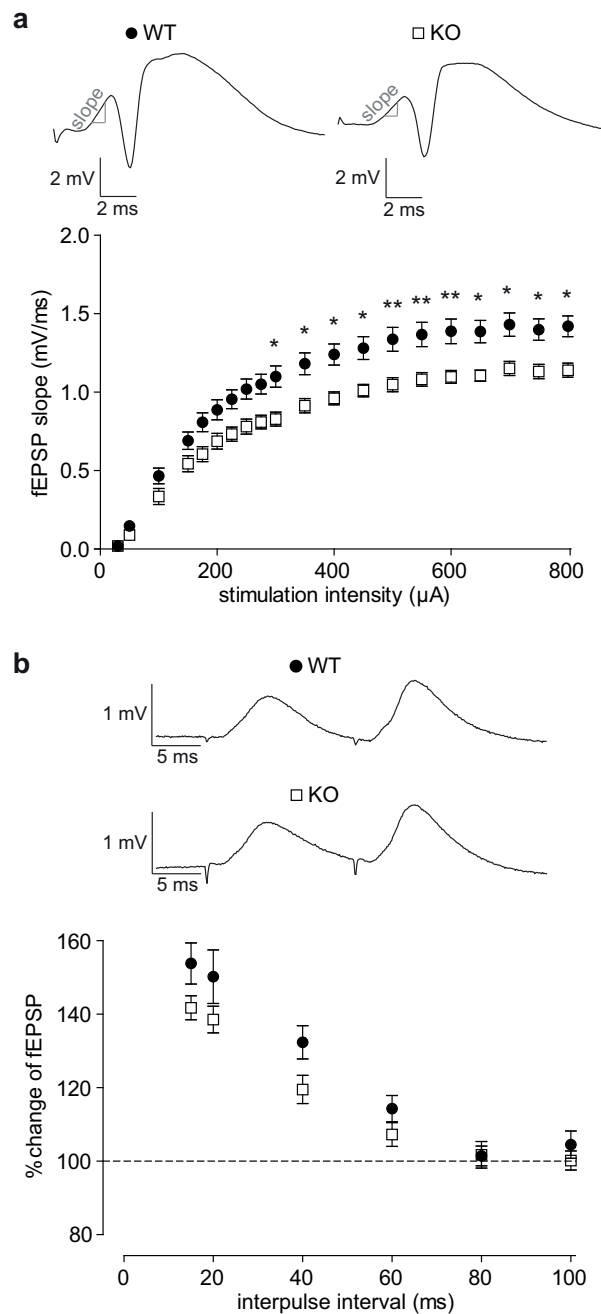 a
WT
KO
slope
slope
2 mV
2 ms
2 mV
2 ms
2.0
1.5
1.0
0.5
0.0
fEPSP slope (mV/ms)
* * * * ** ** ** * * * *
0 200 400 600 800
stimulation intensity (µA)
b
WT
1 mV
5 ms
KO
1 mV
5 ms
160
140
120
100
80
% change of fEPSP
0 20 40 60 80 100
interpulse interval (ms)